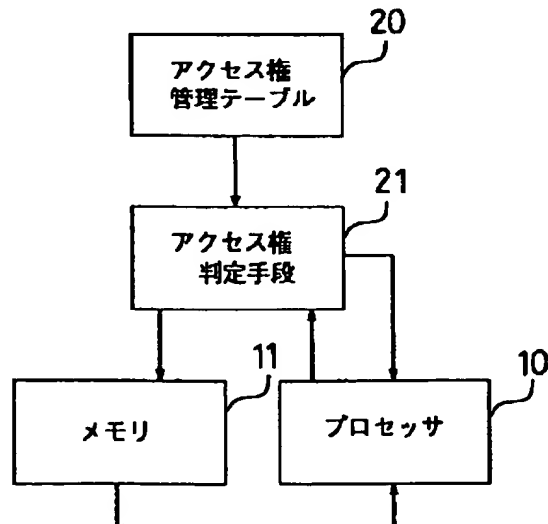 20
アクセス権
管理テーブル
21
アクセス権
判定手段
11
メモリ
10
プロセッサ